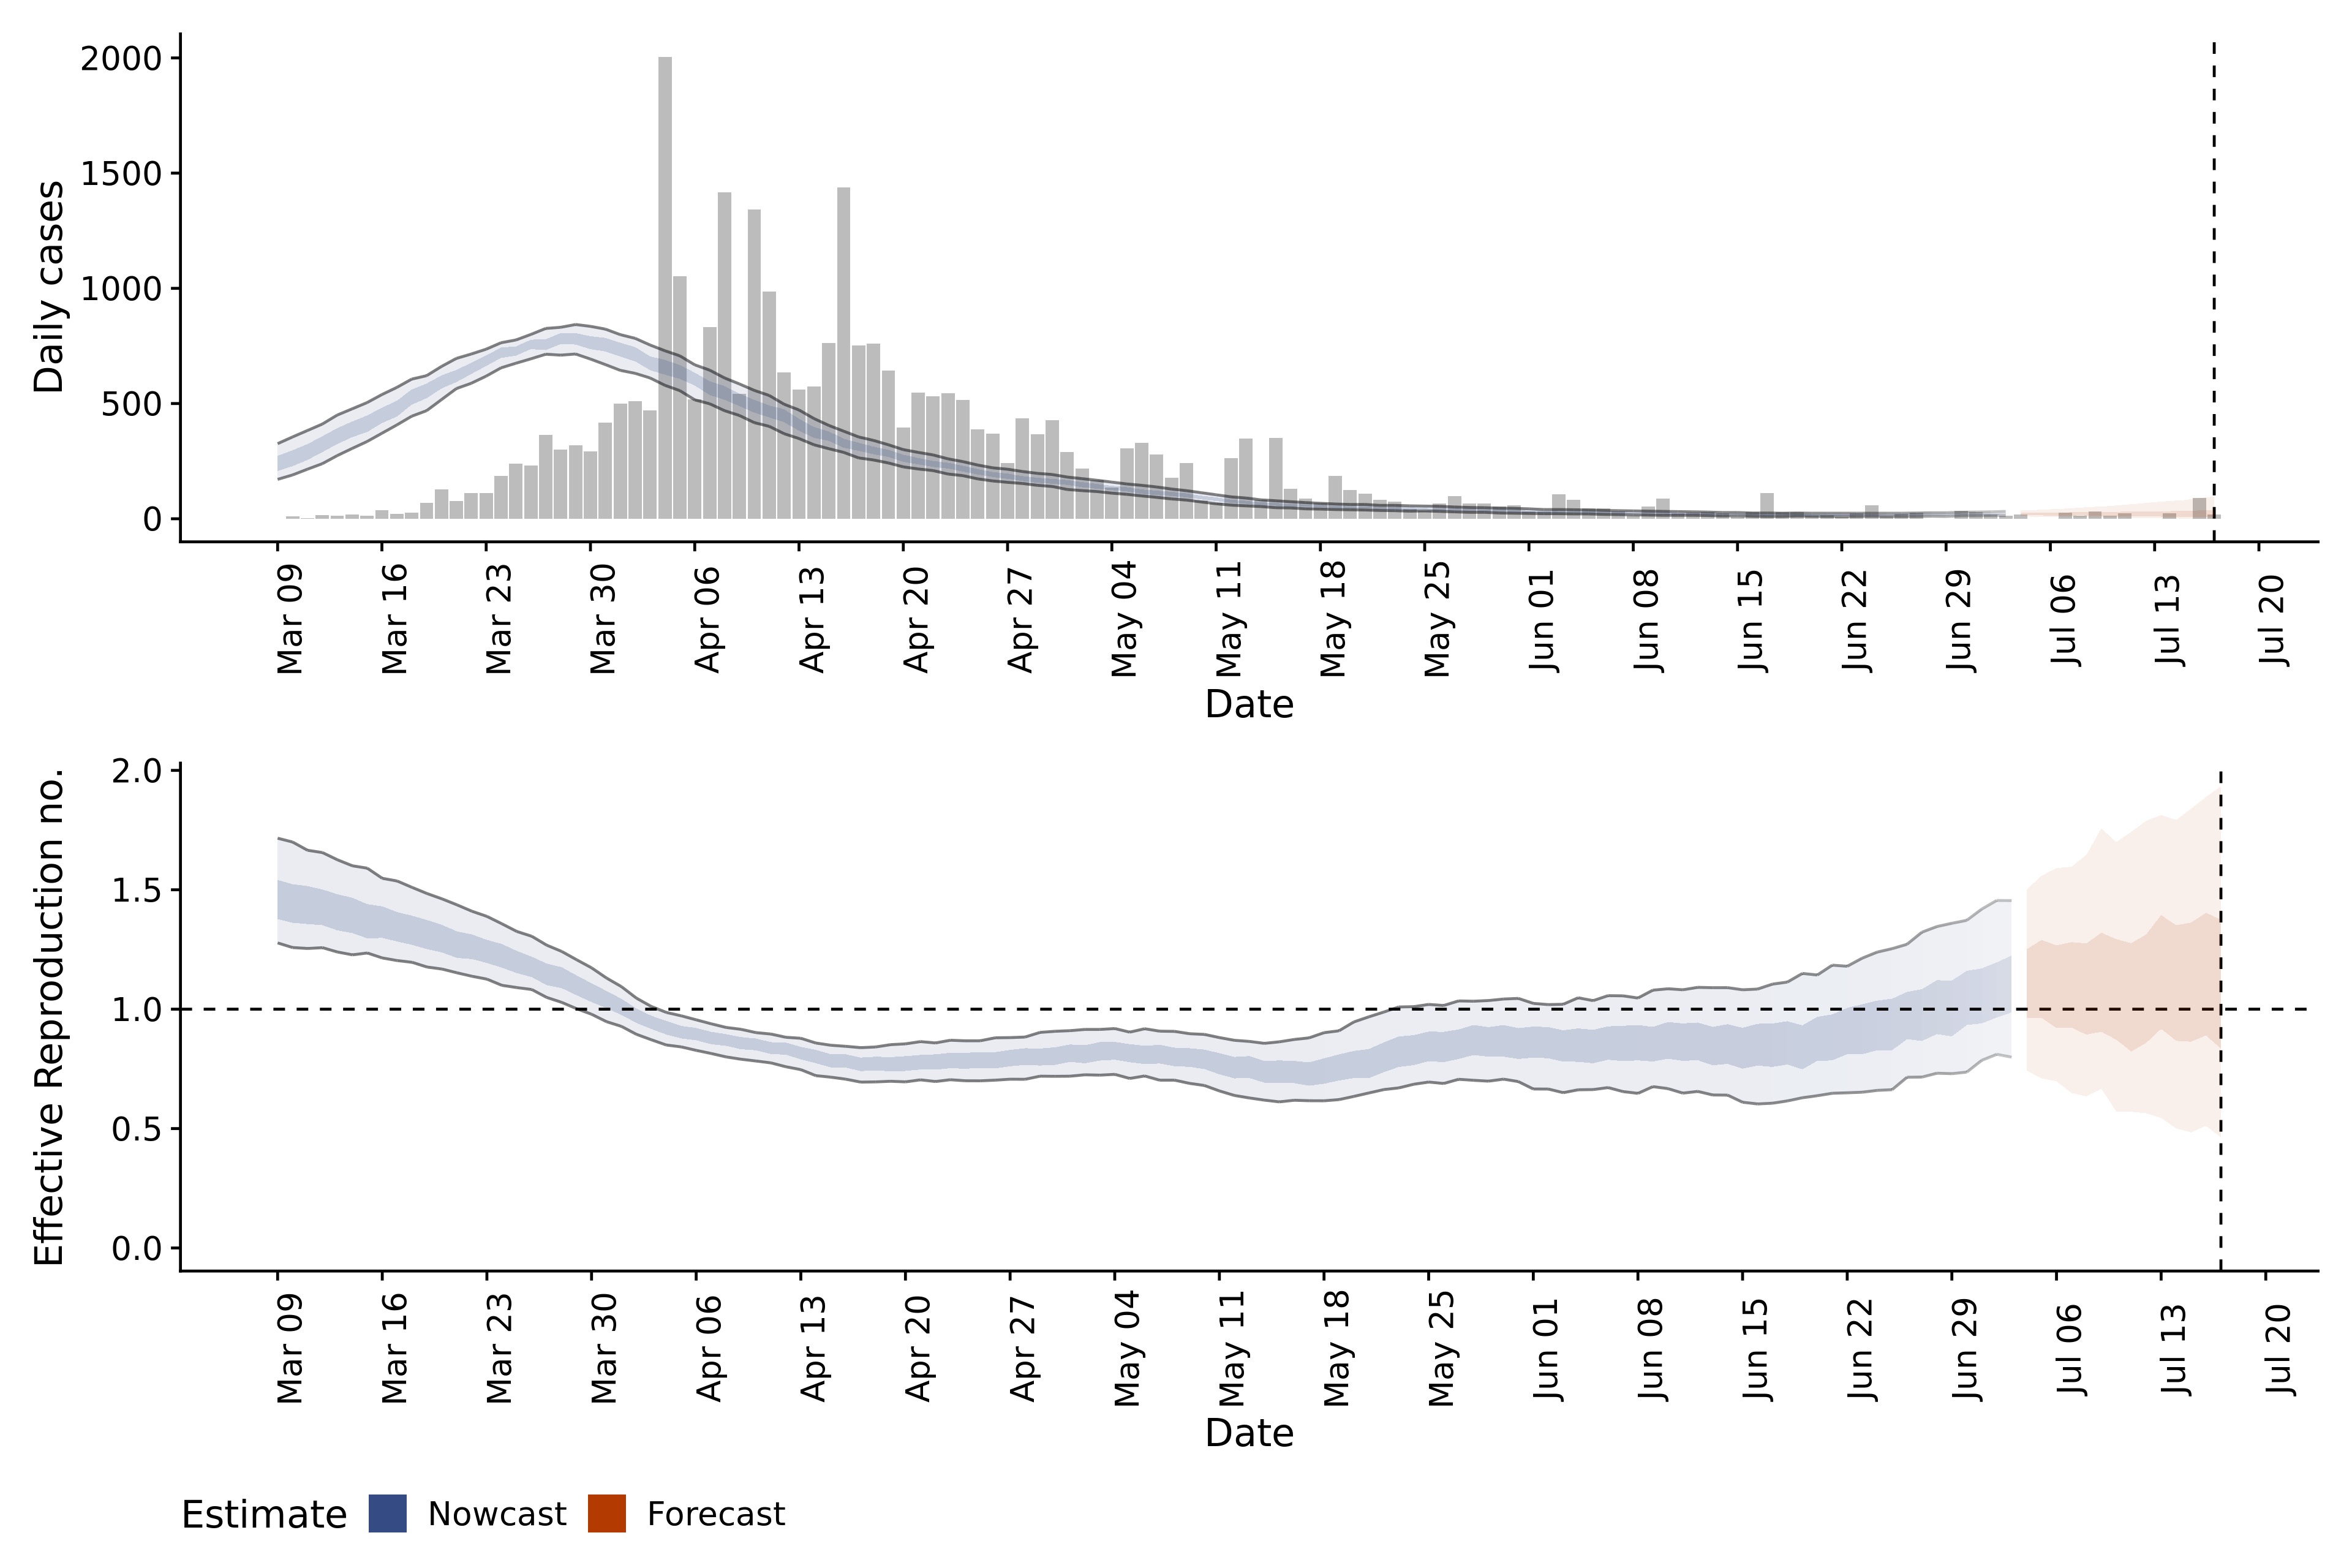 2000
1500
1000
500
0
Daily cases
Mar 09 Mar 16 Mar 23 Mar 30 Apr 06 Apr 13 Apr 20 Apr 27 May 04 May 11 May 18 May 25 Jun 01 Jun 08 Jun 15 Jun 22 Jun 29 Jul 06 Jul 13 Jul 20
Date
2.0
1.5
1.0
0.5
0.0
Effective Reproduction no.
Mar 09 Mar 16 Mar 23 Mar 30 Apr 06 Apr 13 Apr 20 Apr 27 May 04 May 11 May 18 May 25 Jun 01 Jun 08 Jun 15 Jun 22 Jun 29 Jul 06 Jul 13 Jul 20
Date
Estimate Nowcast Forecast